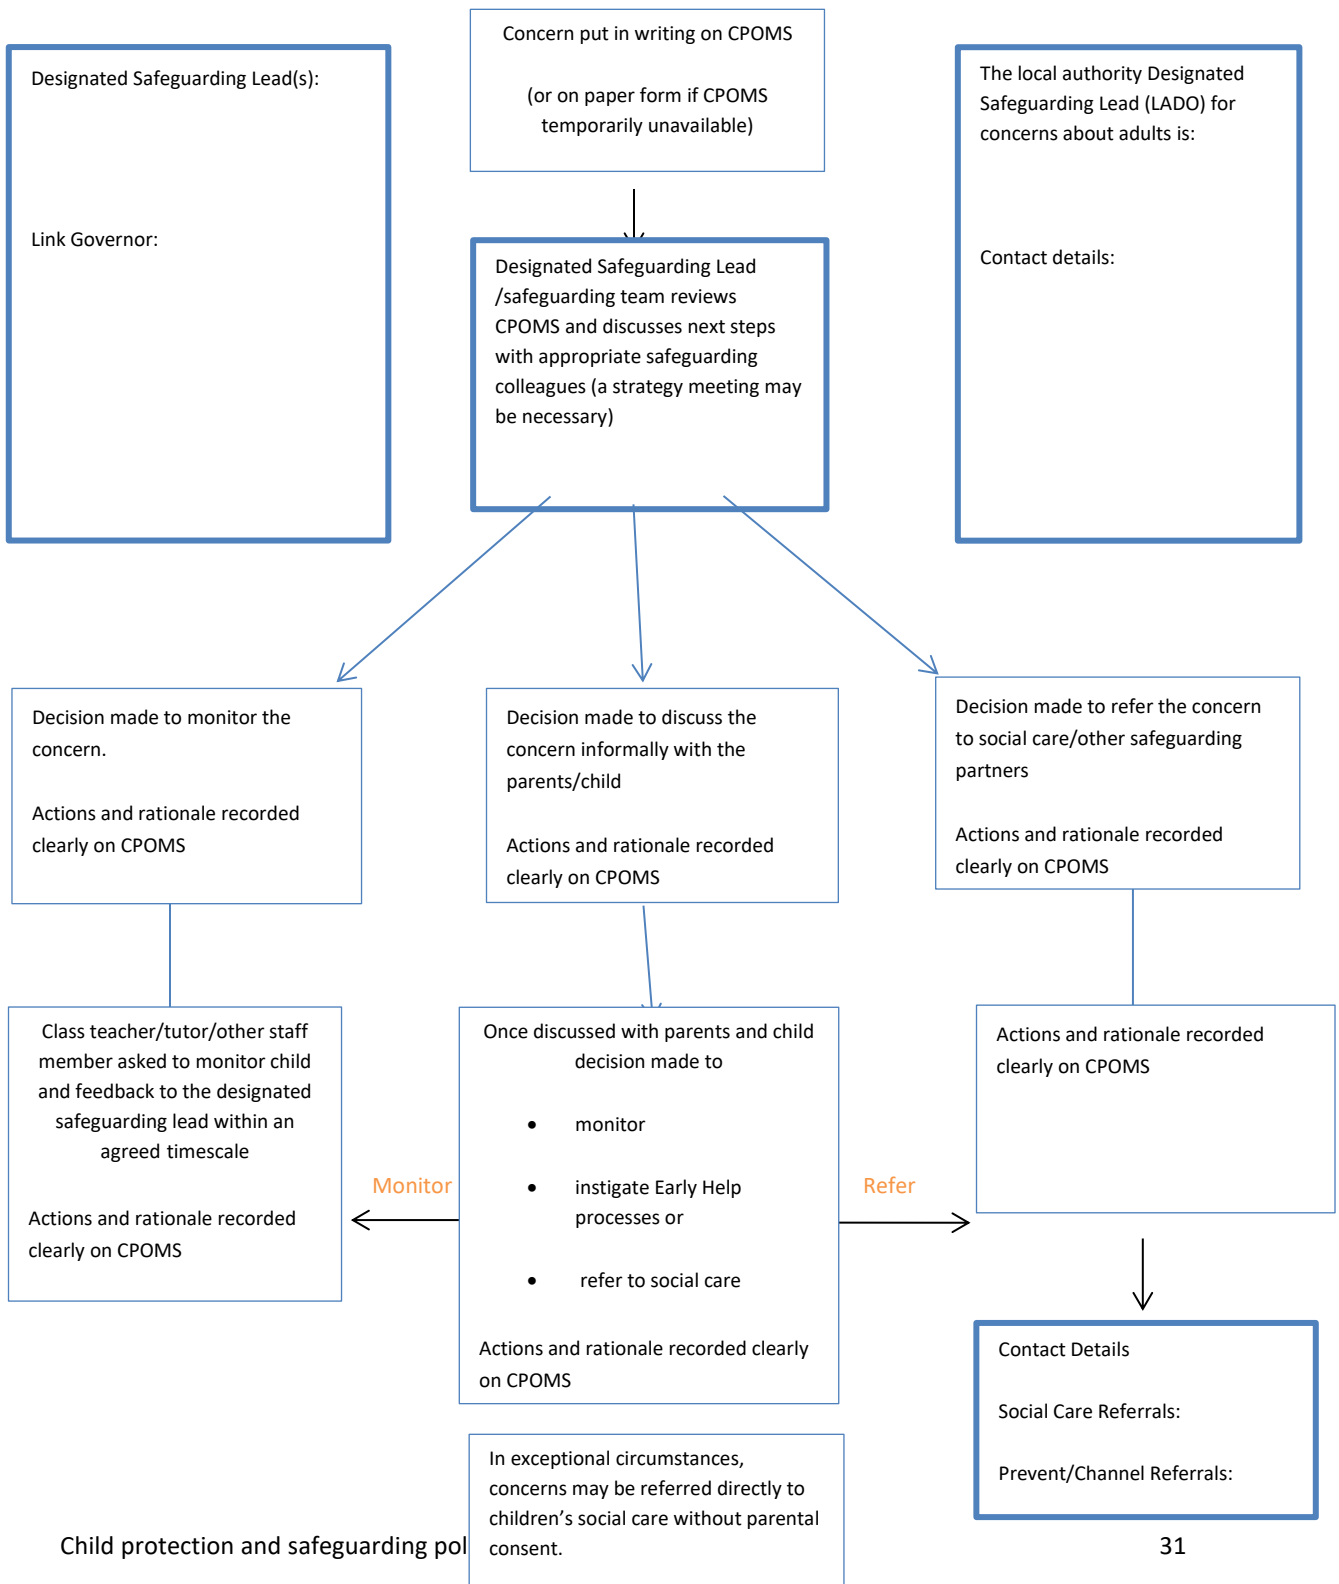 Concern put in writing on CPOMS
(or on paper form if CPOMS
temporarily unavailable)
Designated Safeguarding Lead(s):
Link Governor:
The local authority Designated
Safeguarding Lead (LADO) for
concerns about adults is:
Contact details:
Designated Safeguarding Lead
/safeguarding team reviews
CPOMS and discusses next steps
with appropriate safeguarding
colleagues (a strategy meeting may
be necessary)
Decision made to monitor the
concern.
Actions and rationale recorded
clearly on CPOMS
Decision made to discuss the
concern informally with the
parents/child
Actions and rationale recorded
clearly on CPOMS
Decision made to refer the concern
to social care/other safeguarding
partners
Actions and rationale recorded
clearly on CPOMS
Class teacher/tutor/other staff
member asked to monitor child
and feedback to the designated
safeguarding lead within an
agreed timescale
Actions and rationale recorded
clearly on CPOMS
Monitor
Once discussed with parents and child
decision made to
• monitor
• instigate Early Help
processes or
• refer to social care
Actions and rationale recorded clearly
on CPOMS
Refer
Actions and rationale recorded
clearly on CPOMS
Contact Details
Social Care Referrals:
Prevent/Channel Referrals:
In exceptional circumstances,
concerns may be referred directly to
children’s social care without parental
consent.
Child protection and safeguarding pol
31